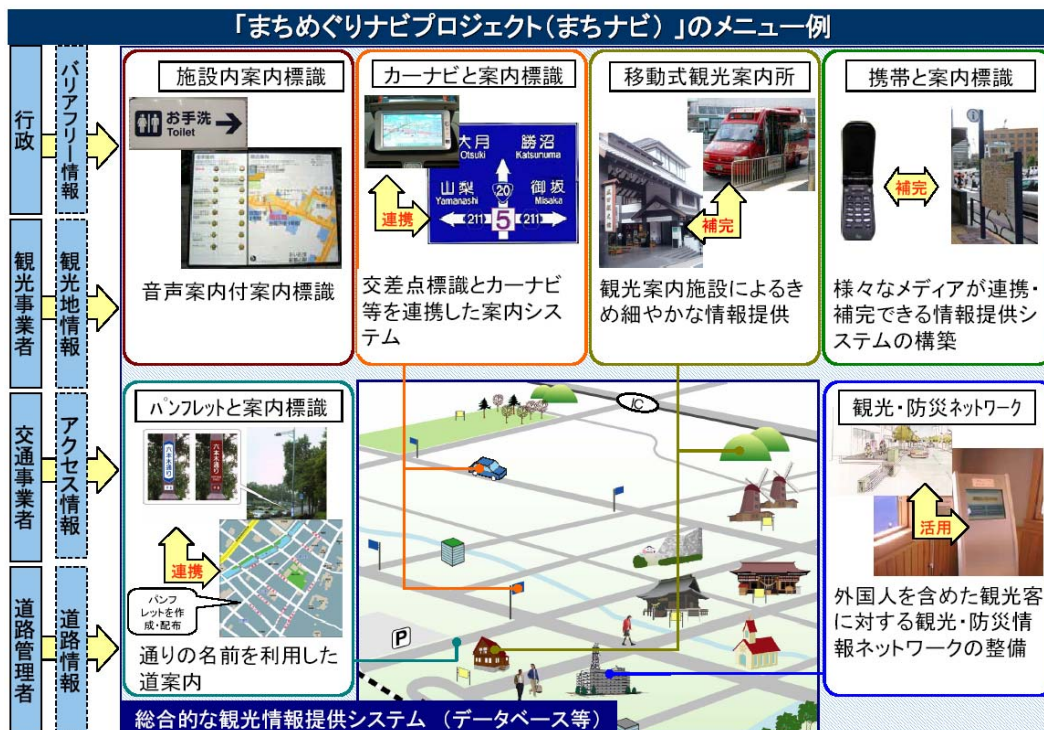 「まちめぐりナビプロジェクト(まちナビ)」のメニュー例
行政
バリアフリー情報
観光事業者
観光地情報
交通事業者
アクセス情報
道路管理者
道路情報
施設内案内標識
お手洗
Toilet
音声案内付案内標識
カーナビと案内標識
大月
Otsuki
勝沼
Katsunuma
山梨
Yamanashi
20
御坂
Misaka
211
5
211
連携
交差点標識とカーナビ
等を連携した案内シス
テム
移動式観光案内所
補完
観光案内施設によるき
め細やかな情報提供
携帯と案内標識
補完
様々なメディアが連携・
補完できる情報提供シ
ステムの構築
パンフレットと案内標識
六本木通り
六本木通り
連携
パンフ
レットを作
成・配布
通りの名前を利用した
道案内
IC
P
観光・防災ネットワーク
活用
外国人を含めた観光客
に対する観光・防災情
報ネットワークの整備
総合的な観光情報提供システム (データベース等)